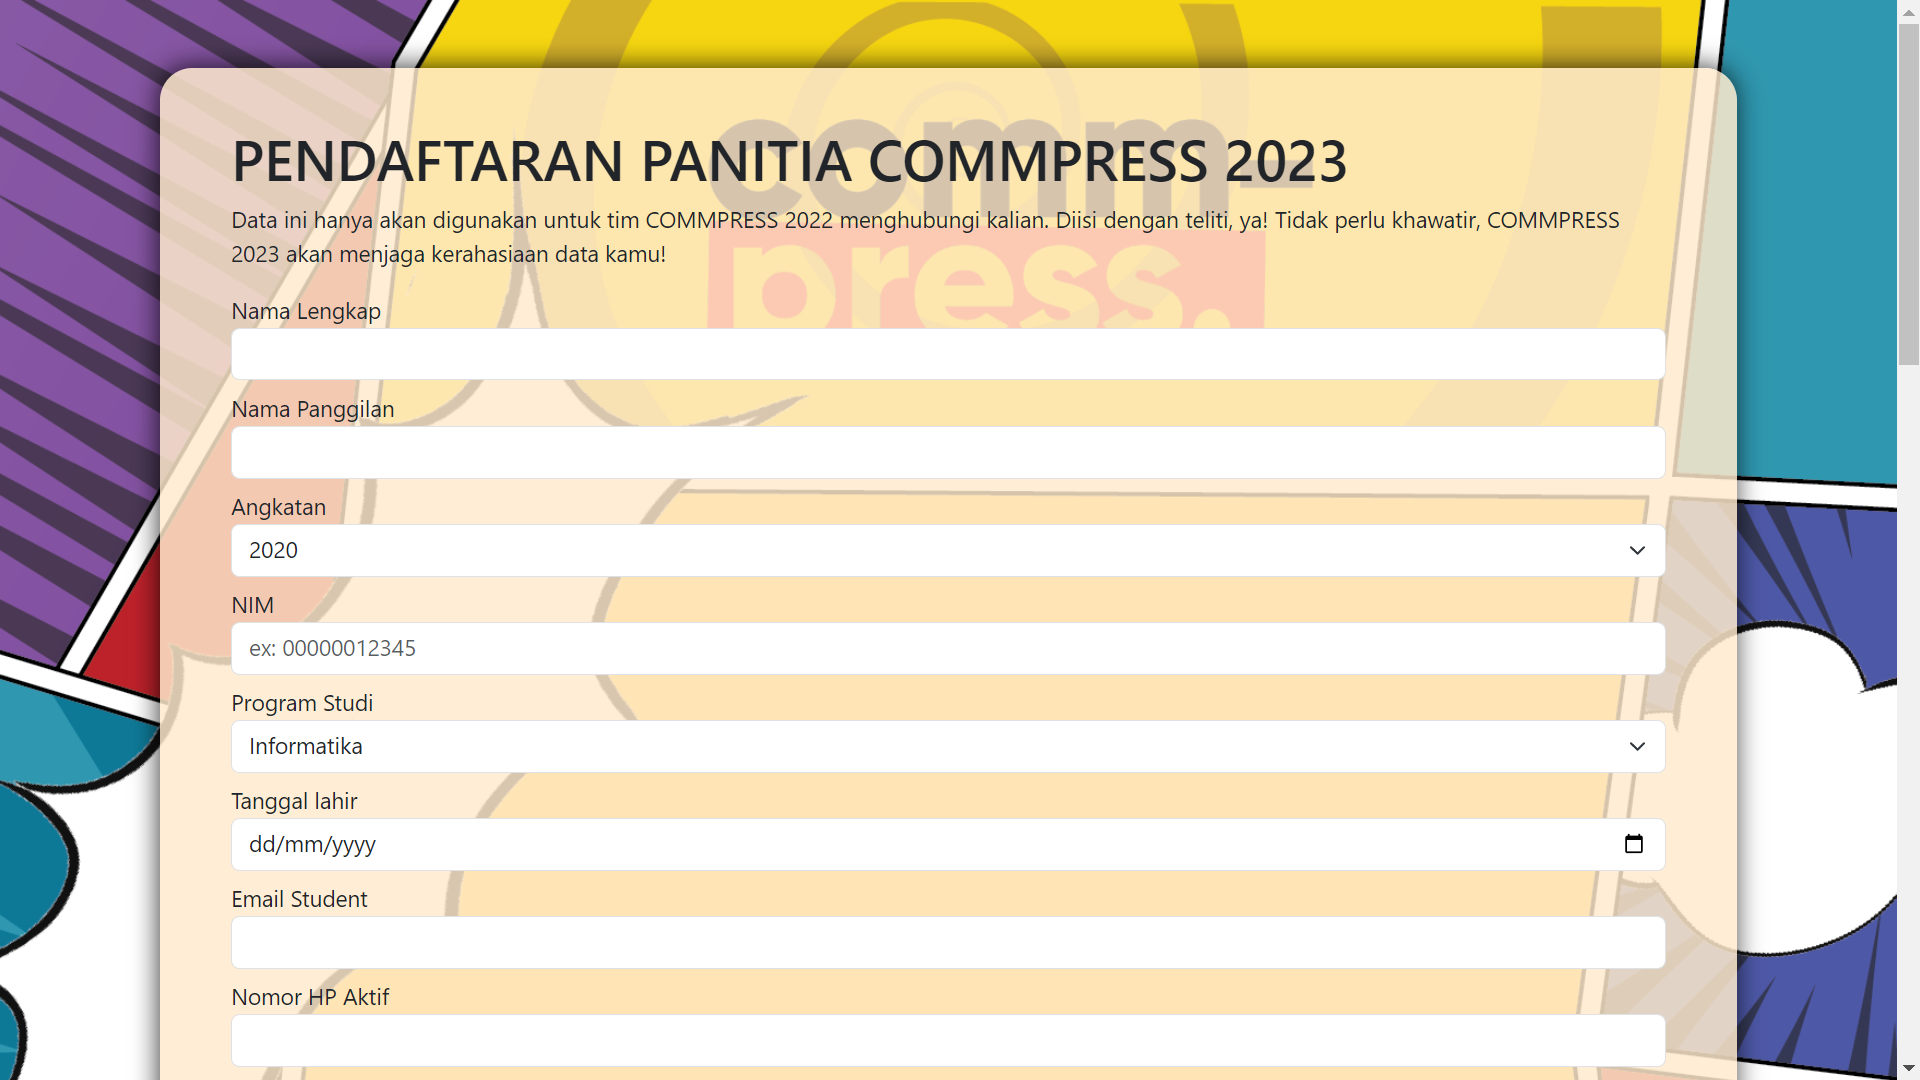 comm-
press.
PENDAFTARAN PANITIA COMMPRESS 2023
Data ini hanya akan digunakan untuk tim COMMPRESS 2022 menghubungi kalian. Diisi dengan teliti, ya! Tidak perlu khawatir, COMMPRESS
2023 akan menjaga kerahasiaan data kamu!
Nama Lengkap
Nama Panggilan
Angkatan
2020
NIM
ex: 00000012345
Program Studi
Informatika
Tanggal lahir
dd/mm/yyyy
Email Student
Nomor HP Aktif